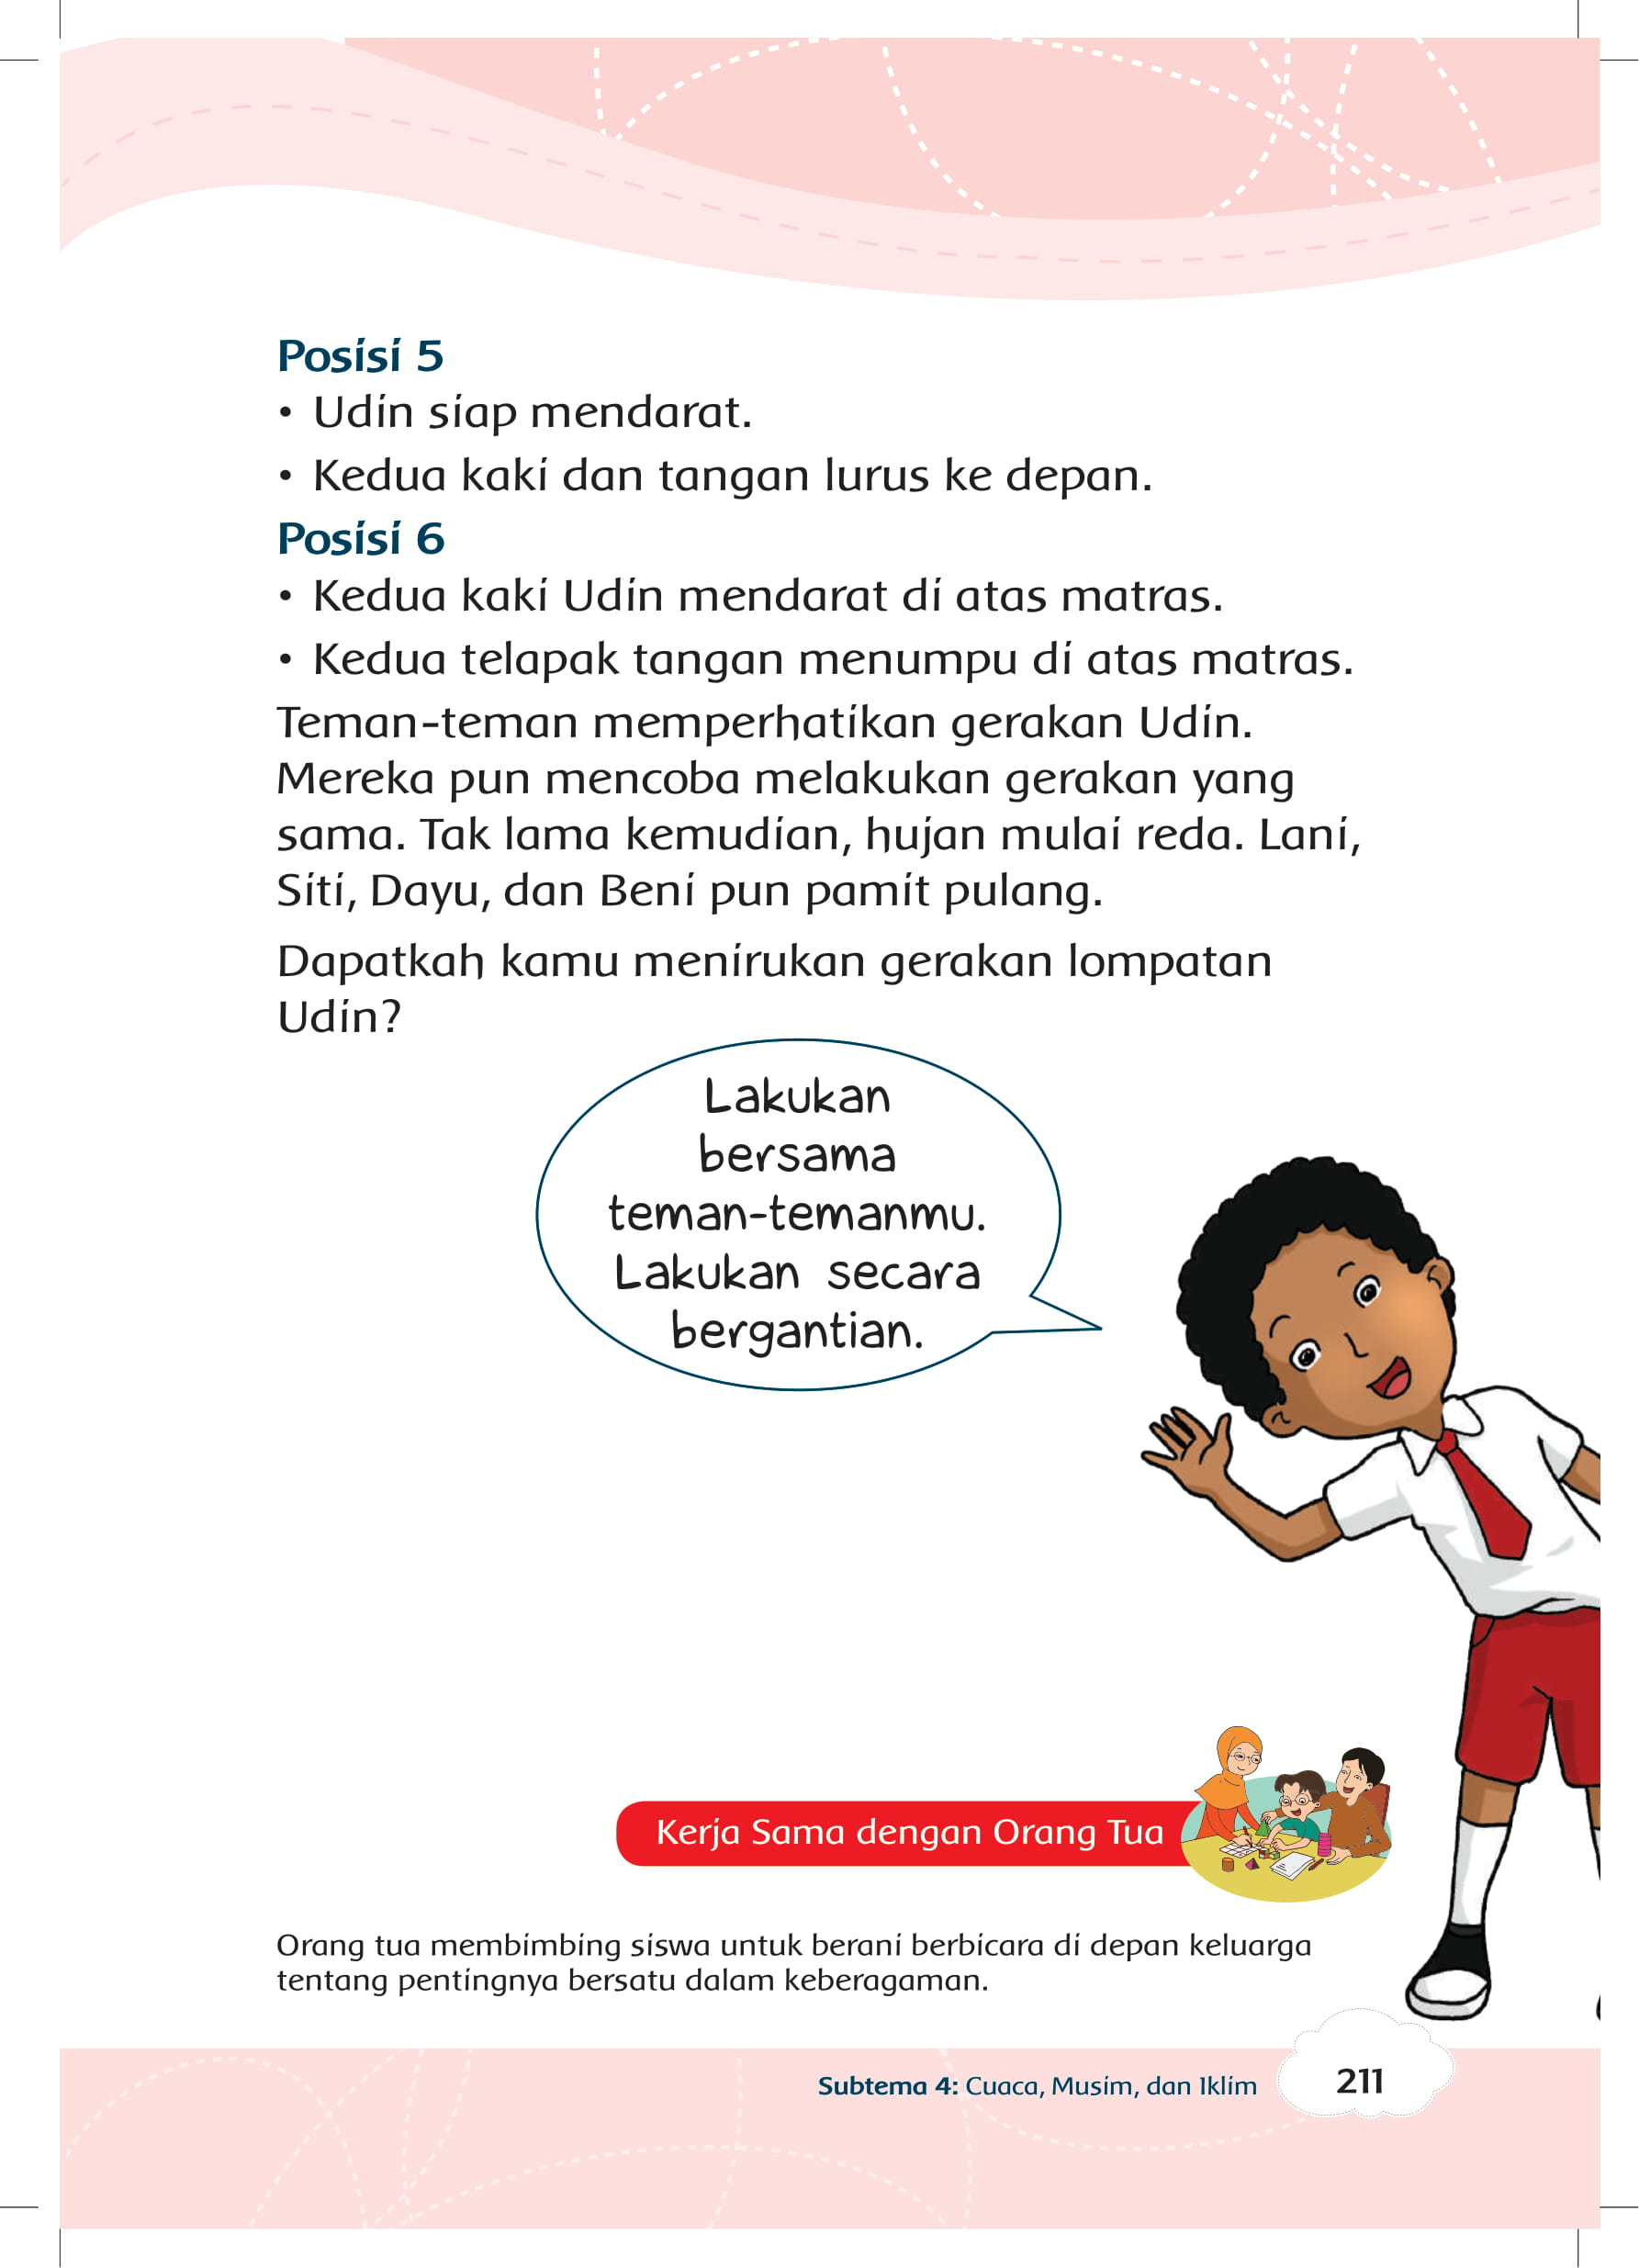 Posisi 5
• Udin siap mendarat.
• Kedua kaki dan tangan lurus ke depan.
Posisi 6
• Kedua kaki Udin mendarat di atas matras.
• Kedua telapak tangan menumpu di atas matras.
Teman-teman memperhatikan gerakan Udin.
Mereka pun mencoba melakukan gerakan yang
sama. Tak lama kemudian, hujan mulai reda. Lani,
Siti, Dayu, dan Beni pun pamit pulang.
Dapatkah kamu menirukan gerakan lompatan
Udin?
Lakukan
bersama
teman-temanmu.
Lakukan secara
bergantian.
Kerja Sama dengan Orang Tua
Orang tua membimbing siswa untuk berani berbicara di depan keluarga
tentang pentingnya bersatu dalam keberagaman.
Subtema 4: Cuaca, Musim, dan Iklim
211